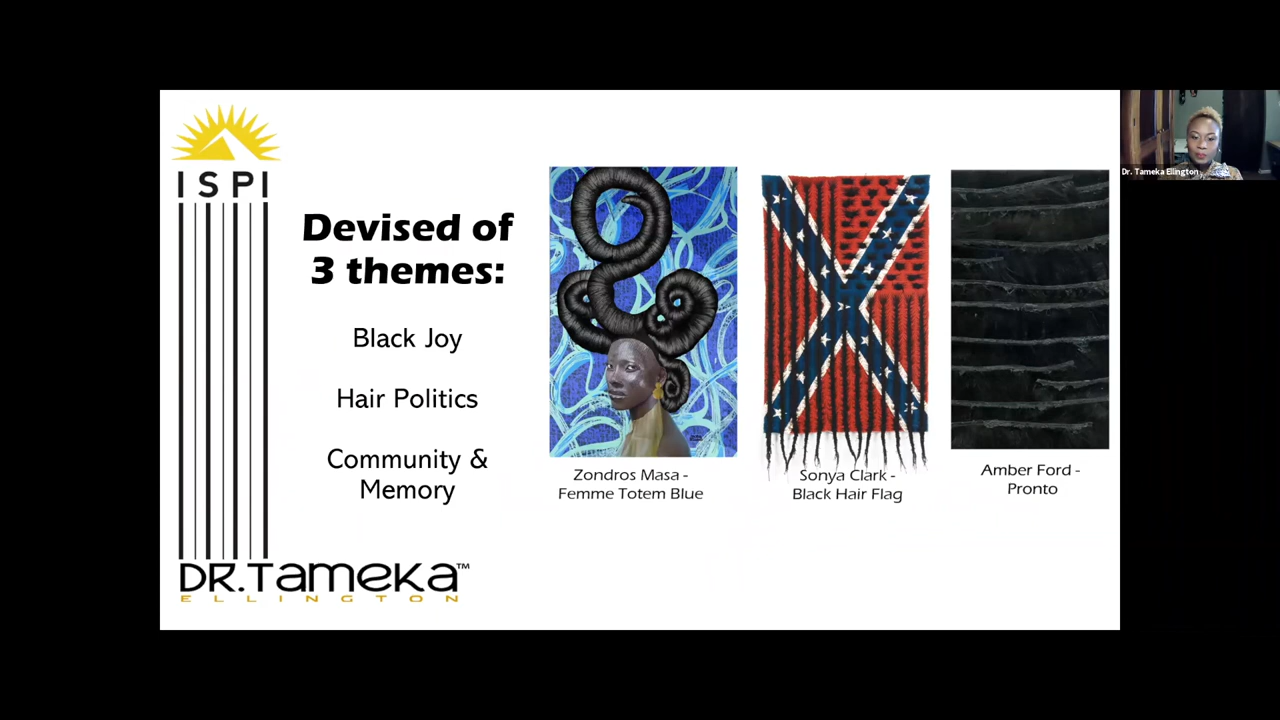 ISPI
Devised of
3 themes:
Black Joy
Hair Politics
Community &
Memory
DR.TAMEKA™
ELLINGTON
Zondros Masa -
Femme Totem Blue
Sonya Clark -
Black Hair Flag
Amber Ford -
Pronto
Dr. Tameka Ellington